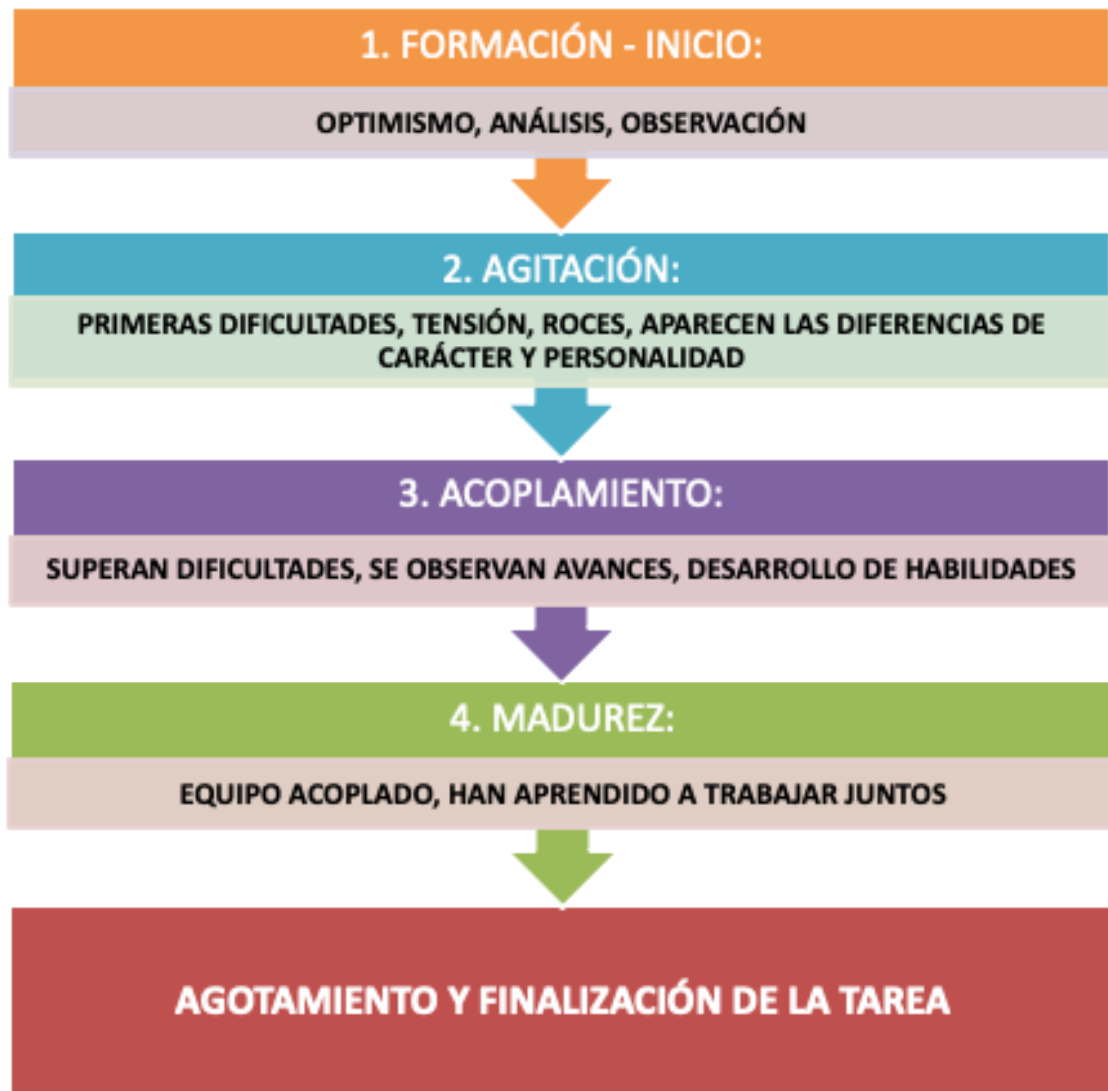 1. FORMACIÓN - INICIO:
OPTIMISMO, ANÁLISIS, OBSERVACIÓN
2. AGITACIÓN:
PRIMERAS DIFICULTADES, TENSIÓN, ROCES, APARECEN LAS DIFERENCIAS DE
CARÁCTER Y PERSONALIDAD
3. ACOPLAMIENTO:
SUPERAN DIFICULTADES, SE OBSERVAN AVANCES, DESARROLLO DE HABILIDADES
4. MADUREZ:
EQUIPO ACOPLADO, HAN APRENDIDO A TRABAJAR JUNTOS
AGOTAMIENTO Y FINALIZACIÓN DE LA TAREA